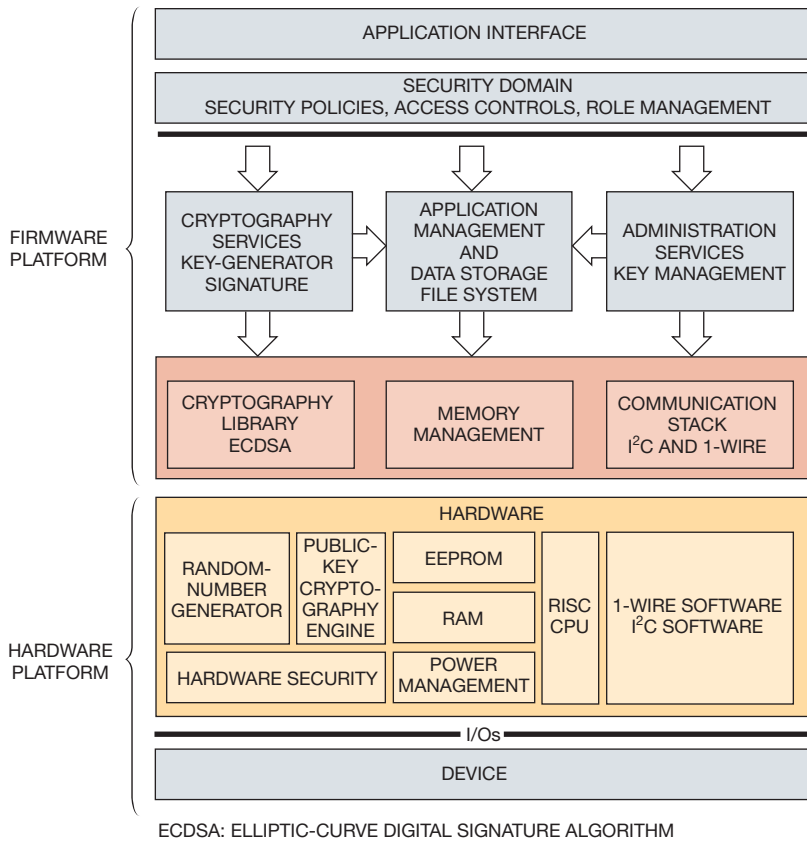 APPLICATION INTERFACE
SECURITY DOMAIN
SECURITY POLICIES, ACCESS CONTROLS, ROLE MANAGEMENT
FIRMWARE
PLATFORM
CRYPTOGRAPHY
SERVICES
KEY-GENERATOR
SIGNATURE
APPLICATION
MANAGEMENT
AND
DATA STORAGE
FILE SYSTEM
ADMINISTRATION
SERVICES
KEY MANAGEMENT
CRYPTOGRAPHY
LIBRARY
ECDSA
MEMORY
MANAGEMENT
COMMUNICATION
STACK
I²C AND 1-WIRE
HARDWARE
PLATFORM
HARDWARE
RANDOM-
NUMBER
GENERATOR
PUBLIC-
KEY
CRYPTO-
GRAPHY
ENGINE
EEPROM
RAM
RISC
CPU
1-WIRE SOFTWARE
I²C SOFTWARE
HARDWARE SECURITY
POWER
MANAGEMENT
I/Os
DEVICE
ECDSA: ELLIPTIC-CURVE DIGITAL SIGNATURE ALGORITHM